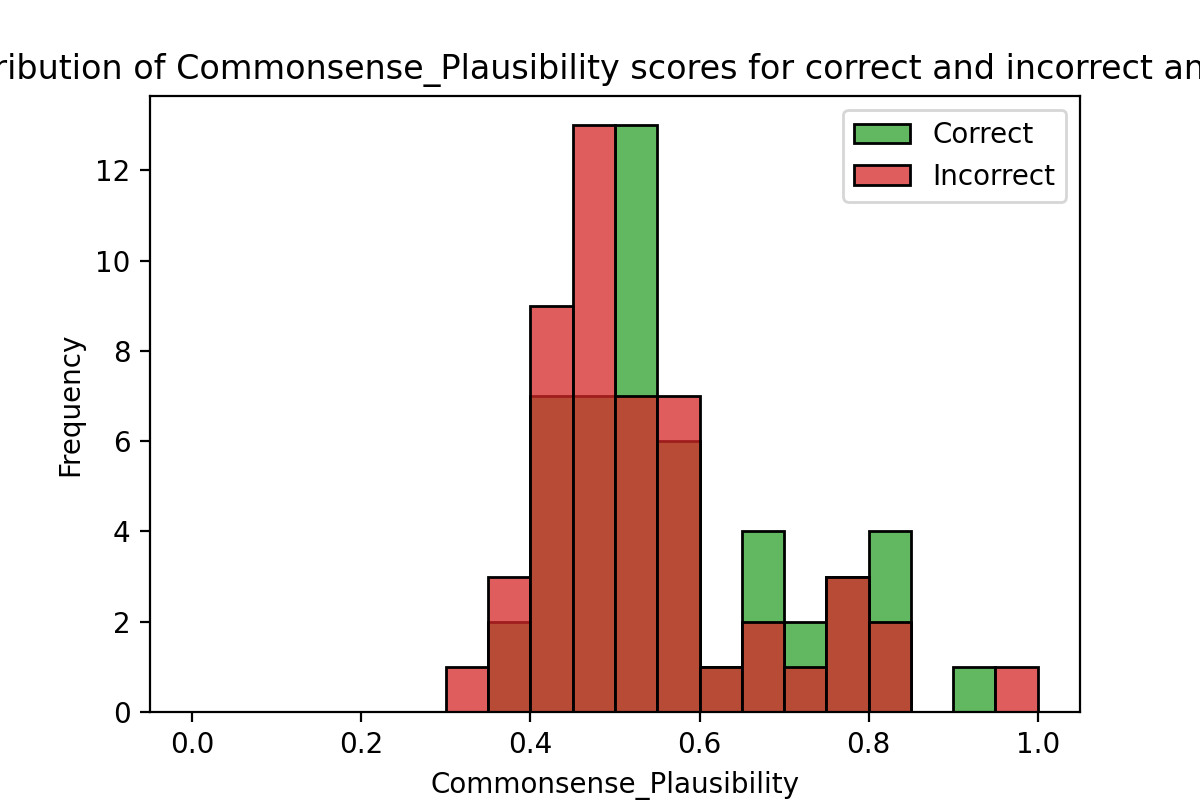 ribution of Commonsense_Plausibility scores for correct and incorrect an
Correct
Incorrect
Frequency
12
10
8
6
4
2
0
0.0 0.2 0.4 0.6 0.8 1.0
Commonsense_Plausibility